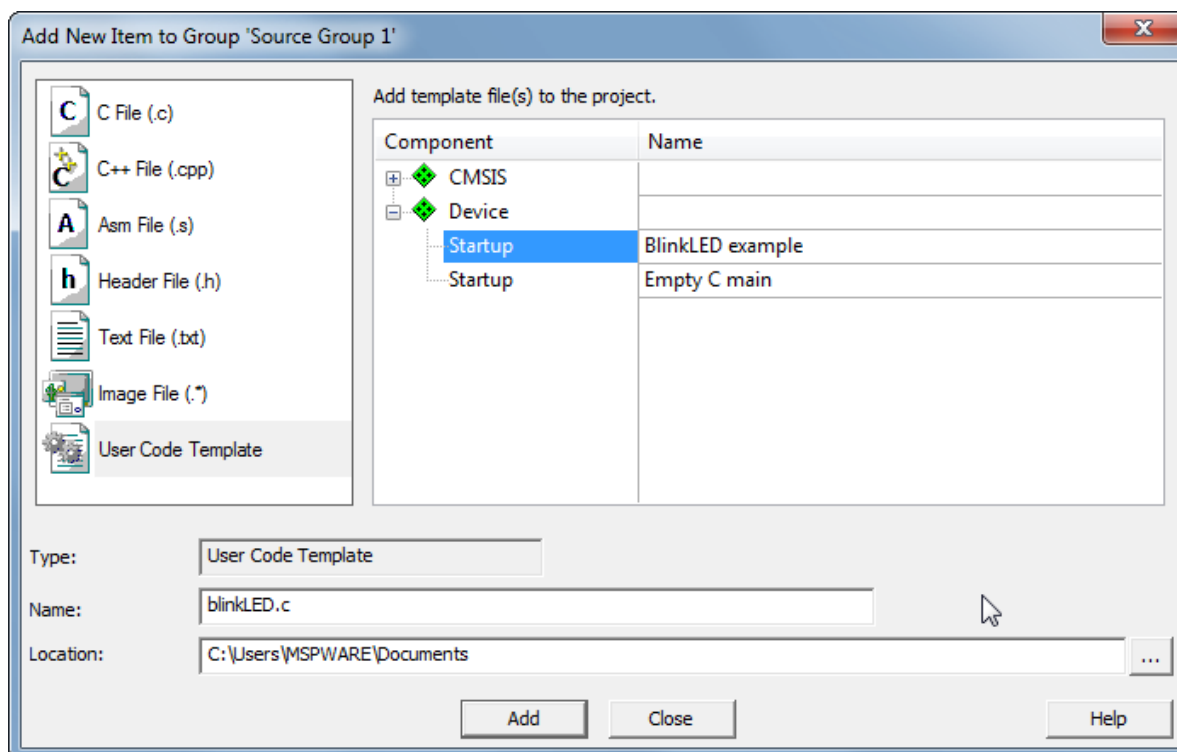 Add New Item to Group 'Source Group 1'
C File (.c)
C++ File (.cpp)
Asm File (.s)
Header File (.h)
Text File (.txt)
Image File (.*)
User Code Template
Add template file(s) to the project.
Component Name
CMSIS
Device
Startup BlinkLED example
Startup Empty C main
Type: User Code Template
Name: blinkLED.c
Location: C:\Users\MSPWARE\Documents ...
Add Close Help